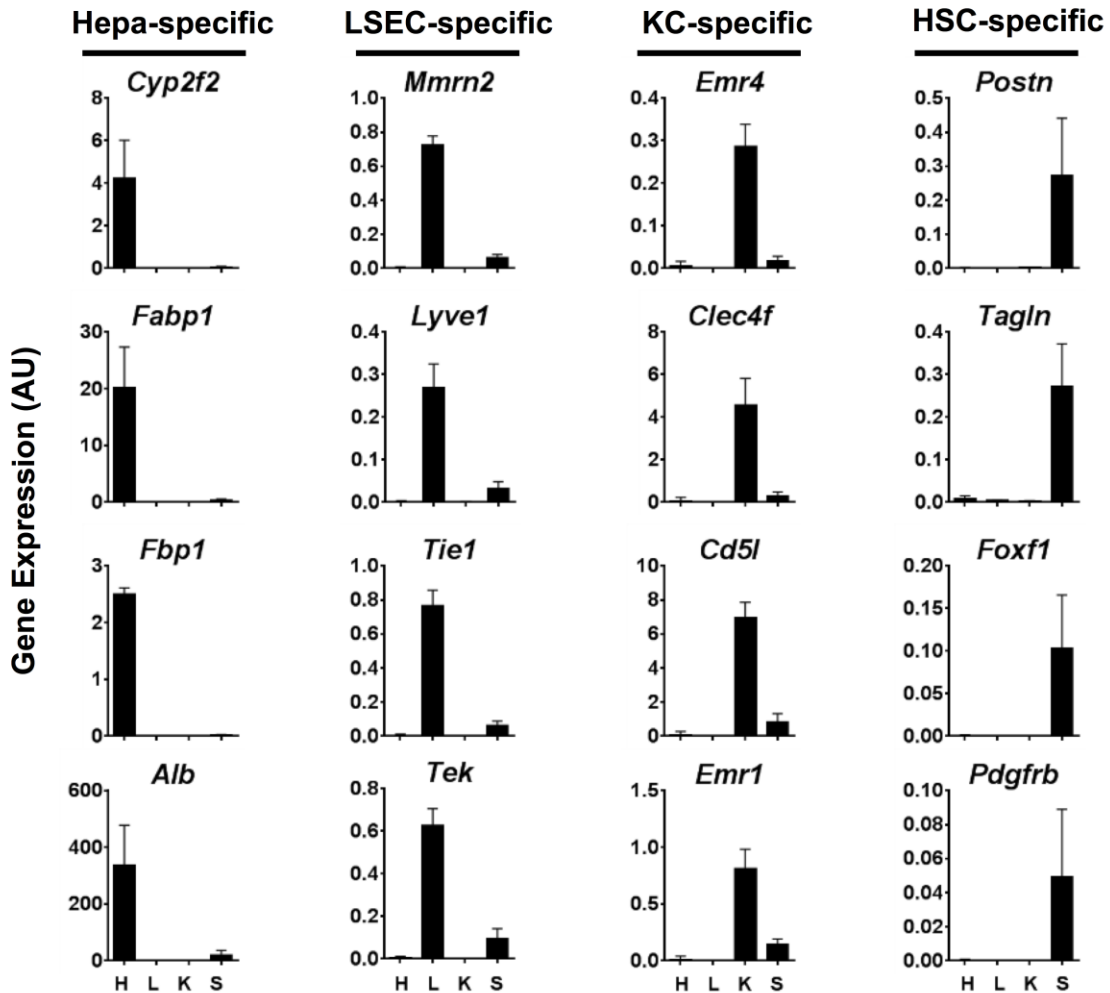 Hepa-specific LSEC-specific KC-specific HSC-specific
Gene Expression (AU)
Cyp2f2 Mmrn2 Emr4 Postn
8 1.0 0.4 0.5
6 0.8 0.3 0.4
4 0.6 0.2 0.3
2 0.4 0.1 0.2
0 0.2 0.0 0.1
0.0 0.0
Fabp1 Lyve1 Clec4f Tagln
30 0.4 8 0.4
20 0.3 6 0.3
10 0.2 4 0.2
0 0.1 2 0.1
0.0 0 0.0
Fbp1 Tie1 Cd5l Foxf1
3 1.0 10 0.20
2 0.8 8 0.15
1 0.6 6 0.10
0 0.4 4 0.05
0.2 2 0.00
0.0 0
Alb Tek Emr1 Pdgfrb
600 0.8 1.5 0.10
400 0.6 1.0 0.08
200 0.4 0.5 0.06
0 0.2 0.0 0.04
0.0 0.02
0.00
H L K S H L K S H L K S H L K S